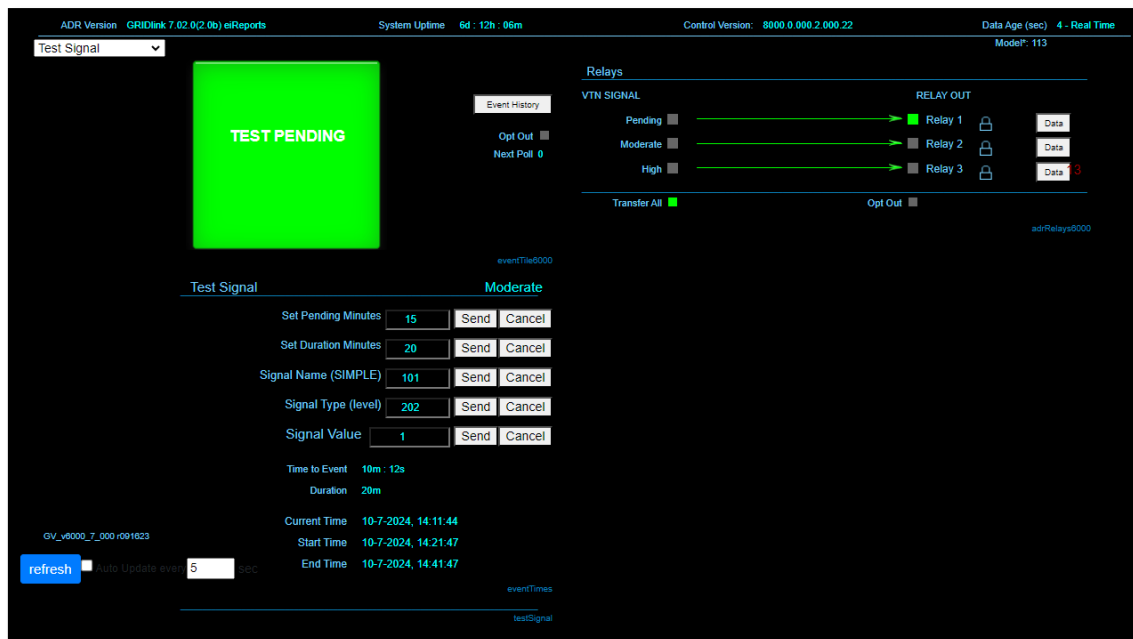 ADR Version GRIDlink 7.02.0(2.0b) eiReports System Uptime 6d : 12h : 06m Control Version: 8000.0.000.2.000.22 Data Age (sec) 4 - Real Time
Model*: 113
Test Signal
TEST PENDING
Event History
Opt Out
Next Poll 0
eventTile6000
Relays
VTN SIGNAL RELAY OUT
Pending Relay 1 Data
Moderate Relay 2 Data
High Relay 3 Data 13
Transfer All Opt Out
adrRelays6000
Test Signal Moderate
Set Pending Minutes 15 Send Cancel
Set Duration Minutes 20 Send Cancel
Signal Name (SIMPLE) 101 Send Cancel
Signal Type (level) 202 Send Cancel
Signal Value 1 Send Cancel
Time to Event 10m : 12s
Duration 20m
Current Time 10-7-2024, 14:11:44
Start Time 10-7-2024, 14:21:47
End Time 10-7-2024, 14:41:47
eventTimes
testSignal
GV_v6000_7_000 r091623
refresh Auto Update every 5 sec